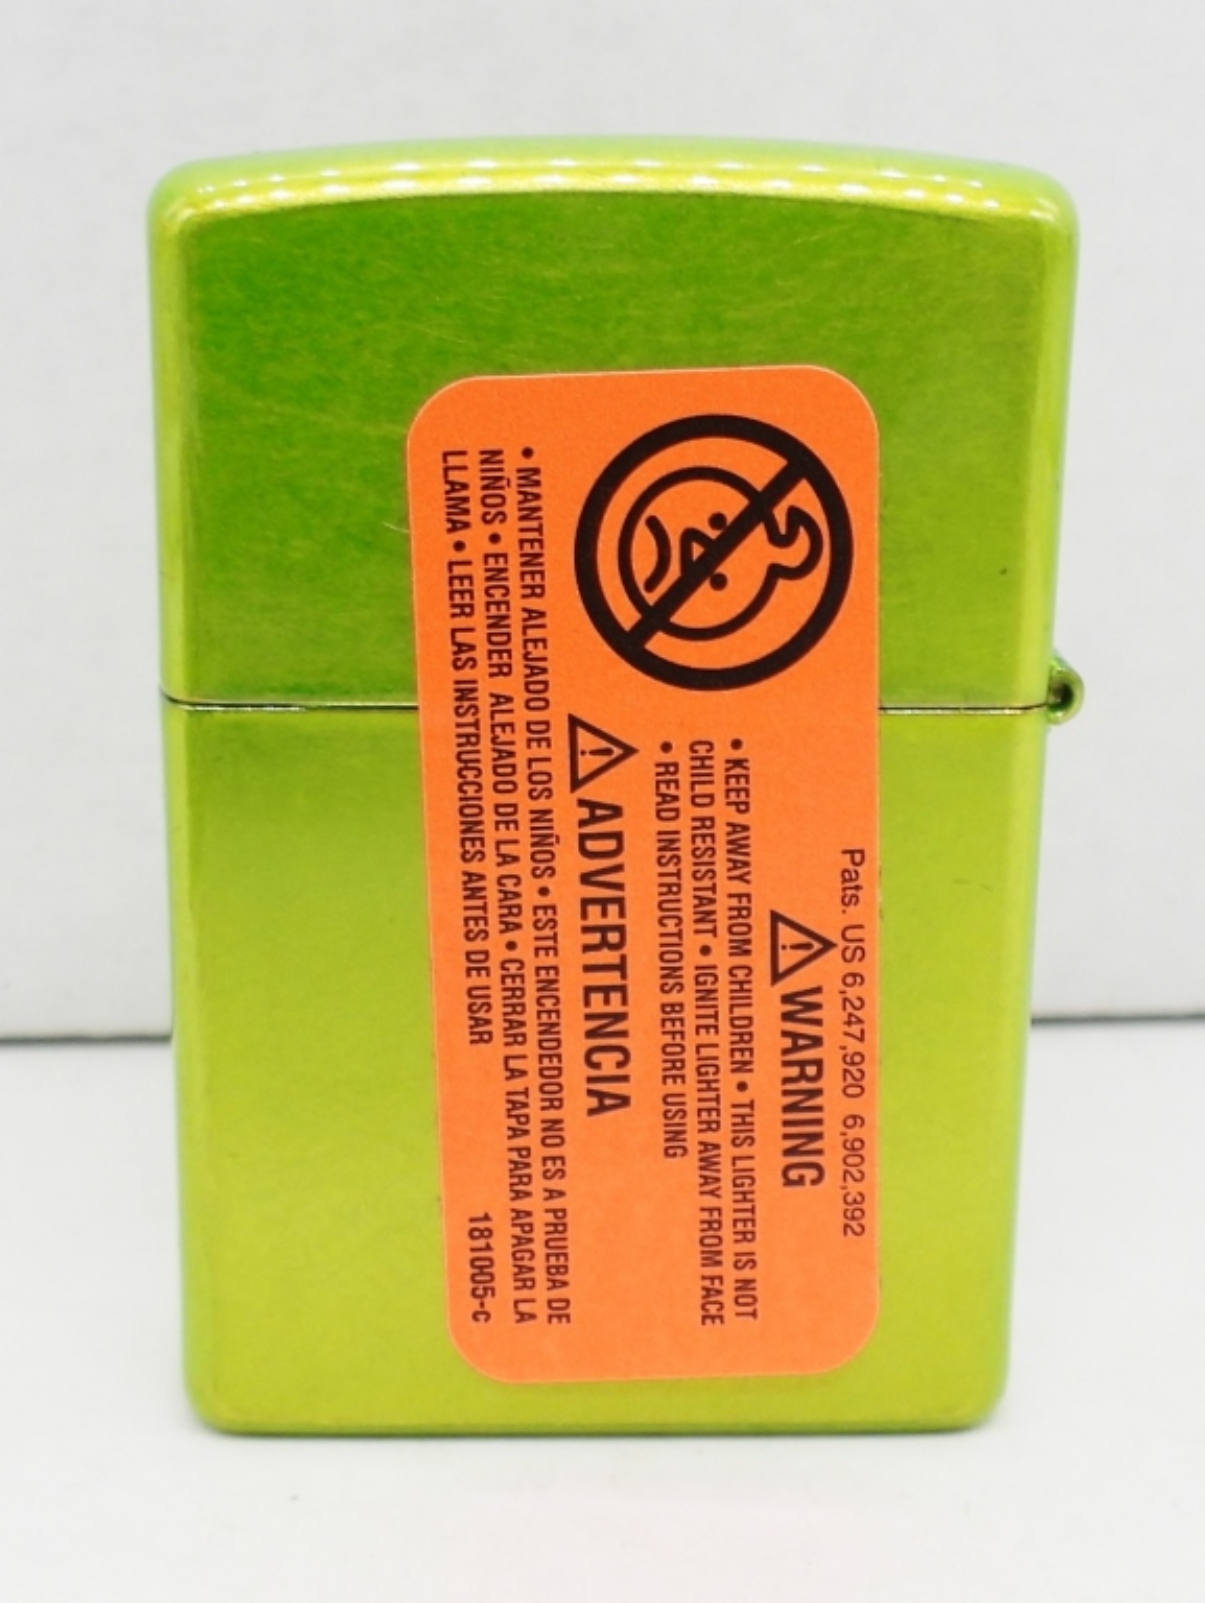 Pats. US 6,247,920 6,902,392
⚠ WARNING
• KEEP AWAY FROM CHILDREN • THIS LIGHTER IS NOT
CHILD RESISTANT • IGNITE LIGHTER AWAY FROM FACE
• READ INSTRUCTIONS BEFORE USING
⚠ ADVERTENCIA
• MANTENER ALEJADO DE LOS NIÑOS • ESTE ENCENDEDOR NO ES A PRUEBA DE
NIÑOS • ENCENDER ALEJADO DE LA CARA • CERRAR LA TAPA PARA APAGAR LA
LLAMA • LEER LAS INSTRUCCIONES ANTES DE USAR 181005-c